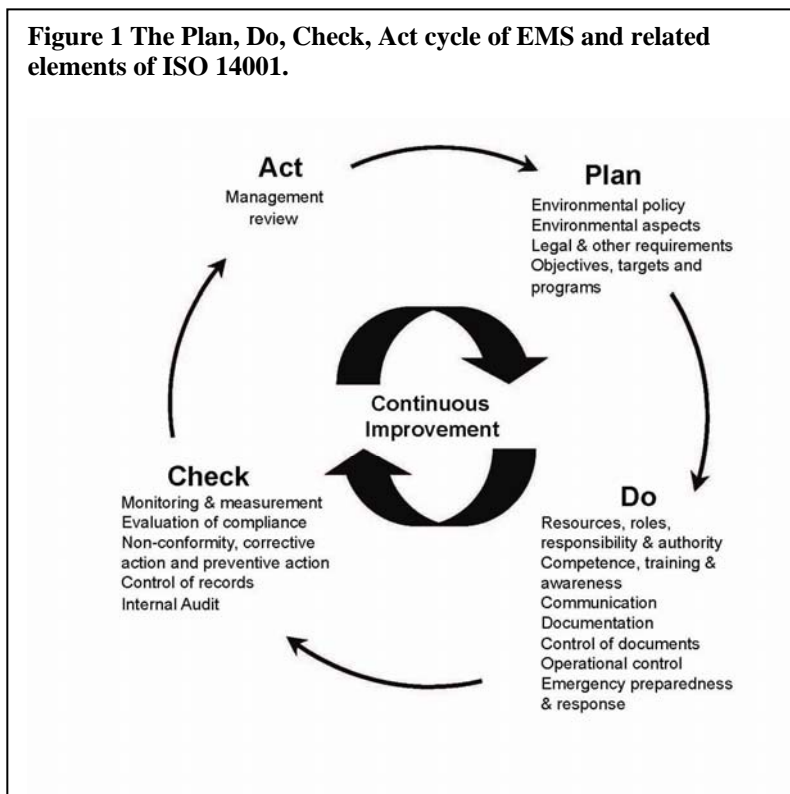 Figure 1 The Plan, Do, Check, Act cycle of EMS and related
elements of ISO 14001.
Act
Management
review
Plan
Environmental policy
Environmental aspects
Legal & other requirements
Objectives, targets and
programs
Continuous
Improvement
Check
Monitoring & measurement
Evaluation of compliance
Non-conformity, corrective
action and preventive action
Control of records
Internal Audit
Do
Resources, roles,
responsibility & authority
Competence, training &
awareness
Communication
Documentation
Control of documents
Operational control
Emergency preparedness
& response